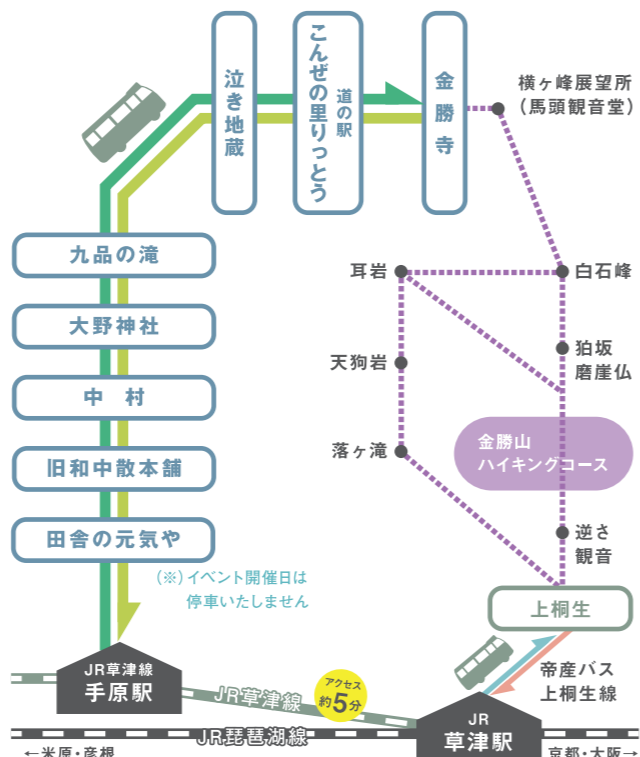 泣き地蔵
道の駅
こんぜの里りっとう
金勝寺
横ヶ峰展望所
(馬頭観音堂)
九品の滝
大野神社
中 村
旧和中散本舗
田舎の元気や
(※)イベント開催日は
停車いたしません
耳岩
白石峰
天狗岩
狛坂
磨崖仏
落ヶ滝
金勝山
ハイキングコース
逆さ
観音
上桐生
帝産バス
上桐生線
JR草津線
手原駅
JR草津線
アクセス
約5分
JR
草津駅
JR琵琶湖線
←米原・彦根
京都・大阪→